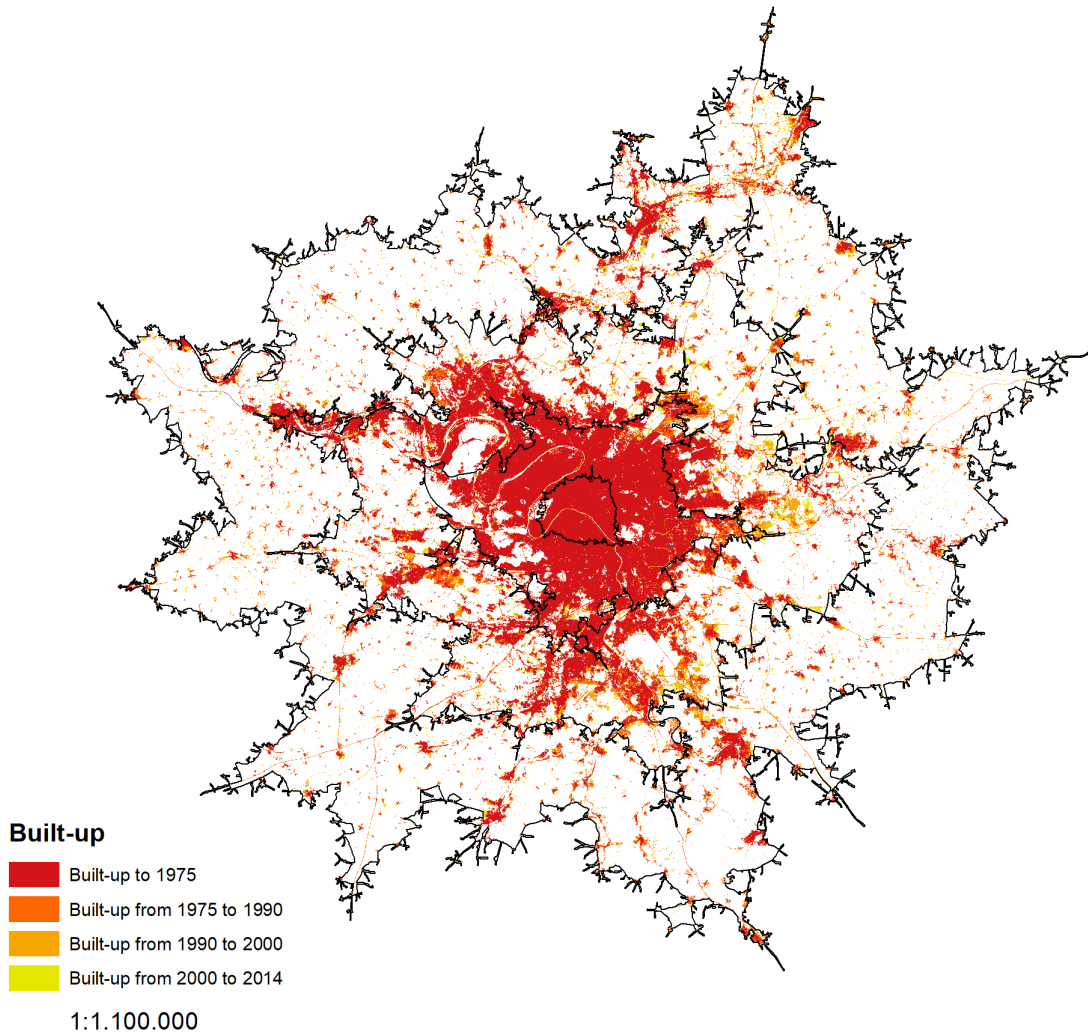 Built-up
Built-up to 1975
Built-up from 1975 to 1990
Built-up from 1990 to 2000
Built-up from 2000 to 2014
1:1.100.000